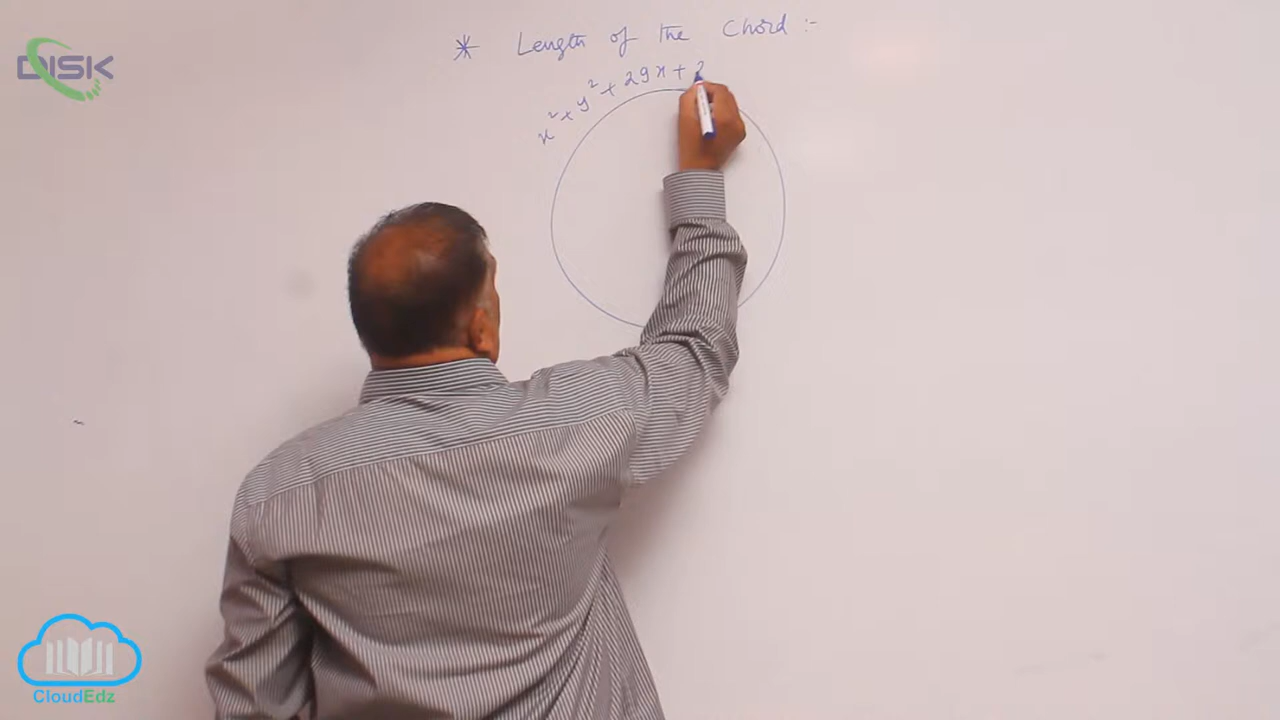 DISK
* Length of the Chord :-
x² + y² + 2gx + 2
CloudEdz